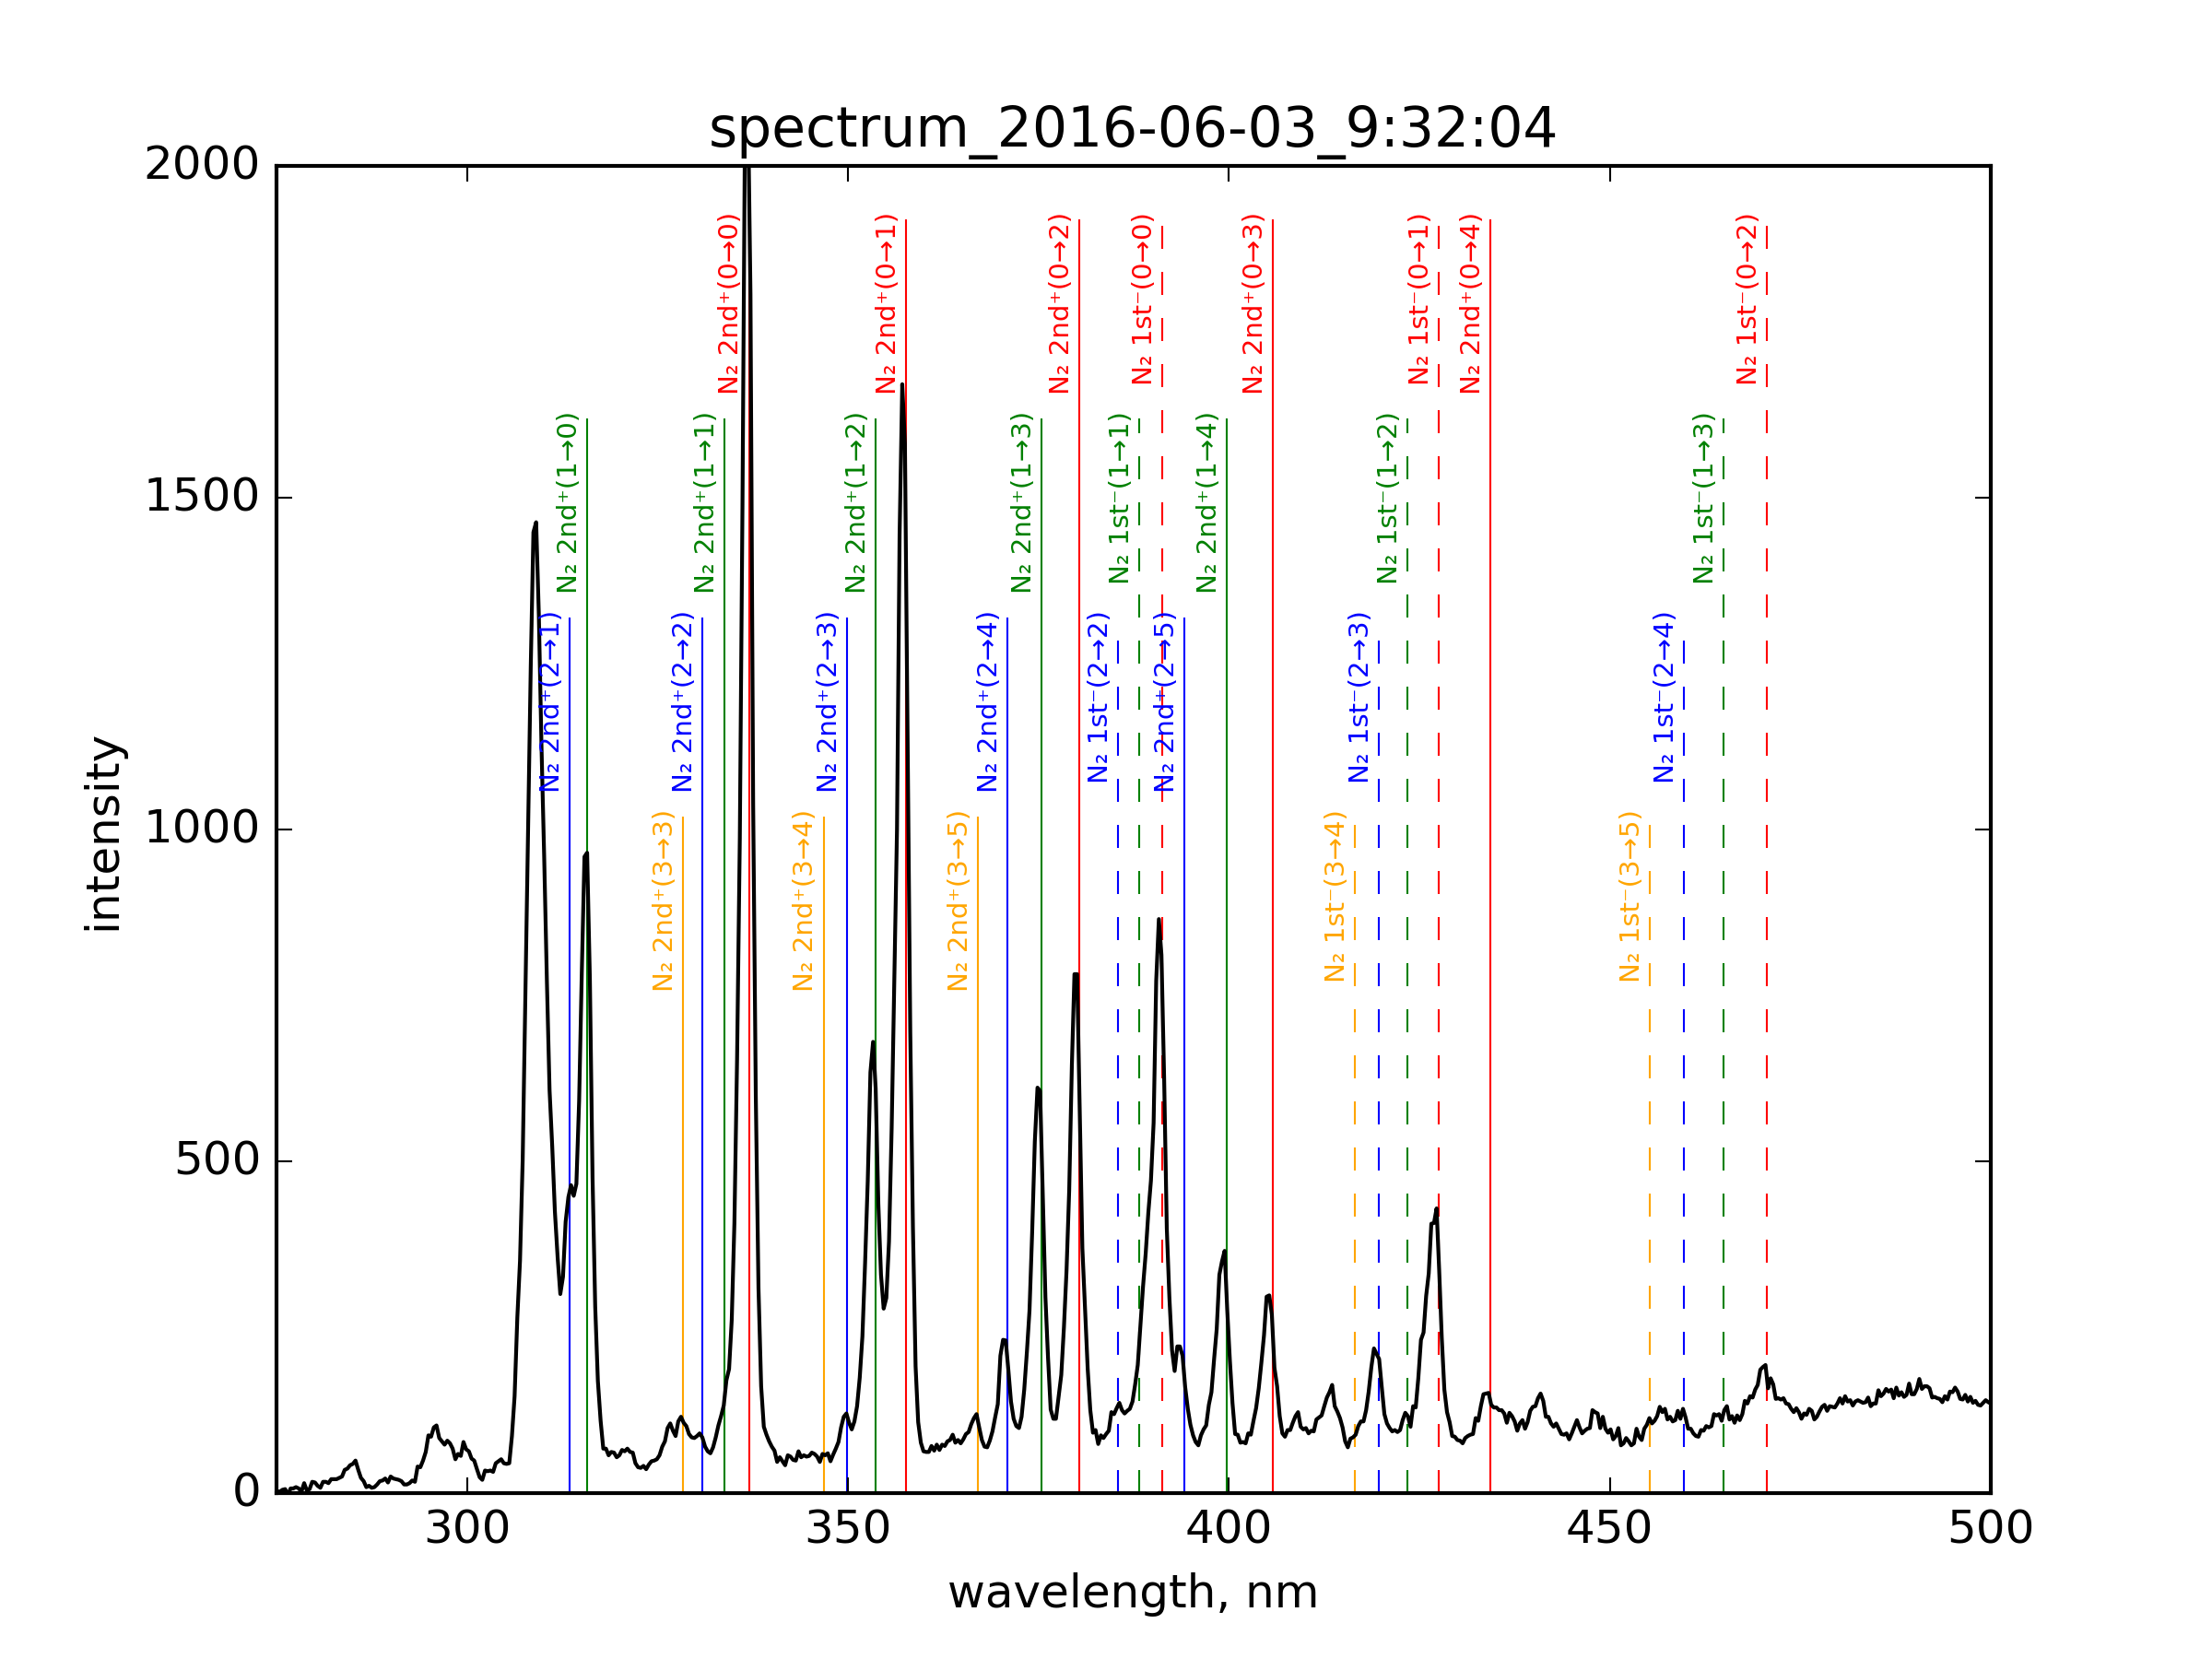 spectrum_2016-06-03_9:32:04
2000
1500
1000
500
0
intensity
N₂ 2nd⁺(0→0)
N₂ 2nd⁺(0→1)
N₂ 2nd⁺(0→2)
N₂ 1st⁻(0→0)
N₂ 2nd⁺(0→3)
N₂ 1st⁻(0→1)
N₂ 2nd⁺(0→4)
N₂ 1st⁻(0→2)
N₂ 2nd⁺(1→0)
N₂ 2nd⁺(1→1)
N₂ 2nd⁺(1→2)
N₂ 2nd⁺(1→3)
N₂ 1st⁻(1→1)
N₂ 2nd⁺(1→4)
N₂ 1st⁻(1→2)
N₂ 1st⁻(1→3)
N₂ 2nd⁺(2→1)
N₂ 2nd⁺(2→2)
N₂ 2nd⁺(2→3)
N₂ 2nd⁺(2→4)
N₂ 1st⁻(2→2)
N₂ 2nd⁺(2→5)
N₂ 1st⁻(2→3)
N₂ 1st⁻(2→4)
N₂ 2nd⁺(3→3)
N₂ 2nd⁺(3→4)
N₂ 2nd⁺(3→5)
N₂ 1st⁻(3→4)
N₂ 1st⁻(3→5)
300 350 400 450 500
wavelength, nm